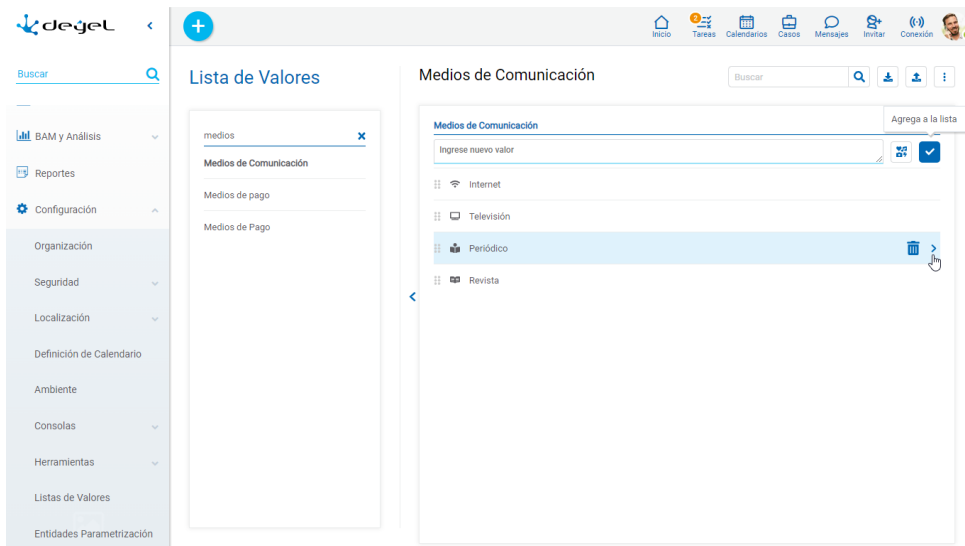 deyel
Inicio
2
Tareas
Calendarios
Casos
Mensajes
Invitar
Conexión
Buscar
BAM y Análisis
Reportes
Configuración
Organización
Seguridad
Localización
Definición de Calendario
Ambiente
Consolas
Herramientas
Listas de Valores
Entidades Parametrización
Lista de Valores
medios
Medios de Comunicación
Medios de pago
Medios de Pago
Medios de Comunicación
Buscar
Agrega a la lista
Medios de Comunicación
Ingrese nuevo valor
Internet
Televisión
Periódico
Revista